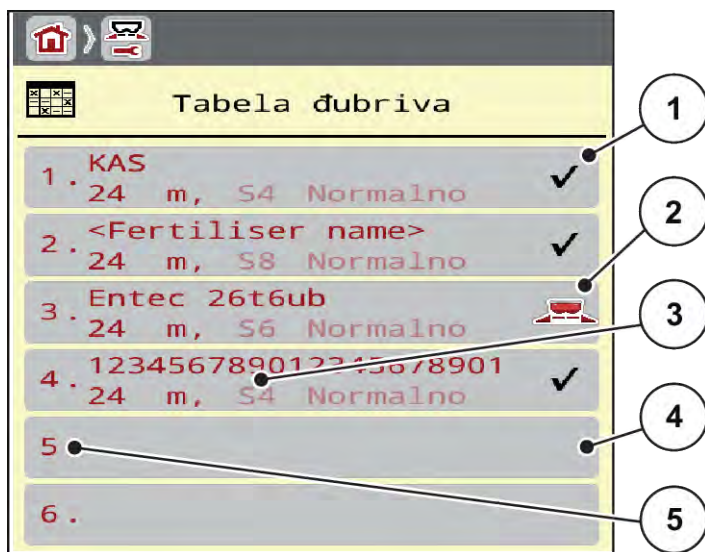 Tabela đubriva
1. KAS
24 m, S4 Normalno
2. <Fertiliser name>
24 m, S8 Normalno
3. Entec 26t6ub
24 m, S6 Normalno
4. 123456789012345678901
24 m, S4 Normalno
5
6.
1
2
3
4
5